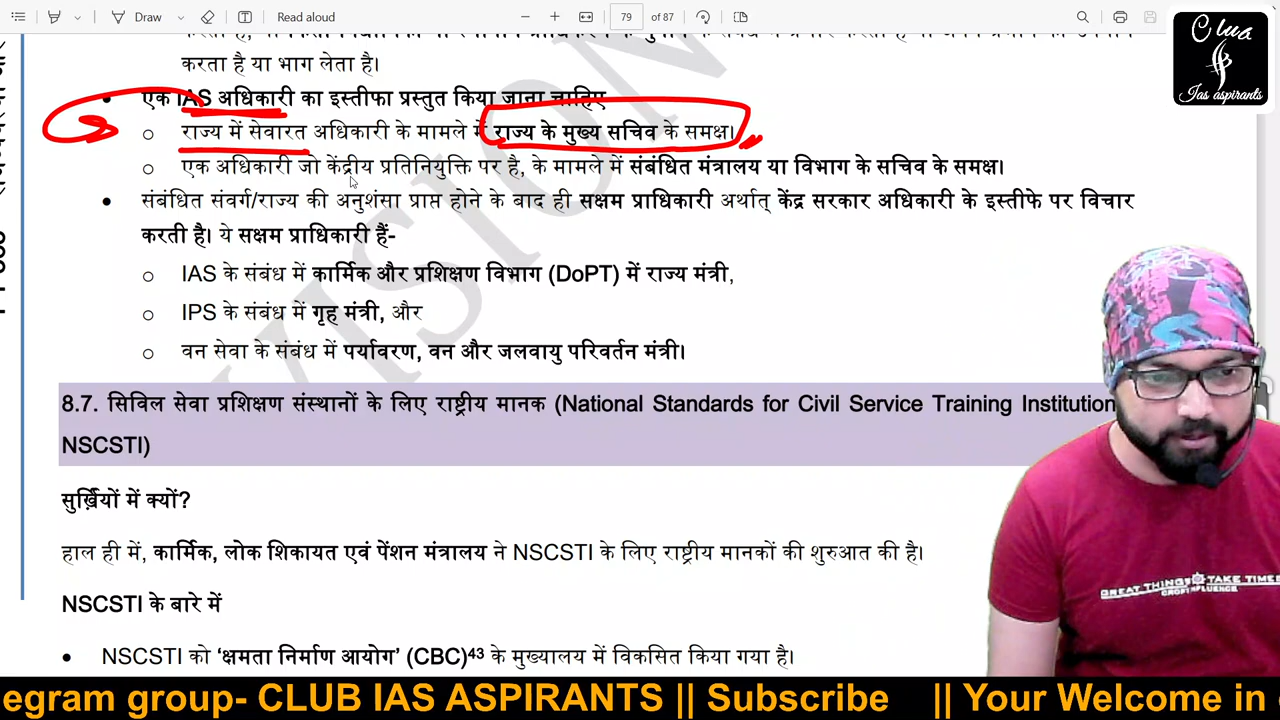 Draw
Read aloud
79 of 87
Club
Ias aspirants
करता है या भाग लेता है।
• एक IAS अधिकारी का इस्तीफा प्रस्तुत किया जाना चाहिए
o राज्य में सेवारत अधिकारी के मामले में राज्य के मुख्य सचिव के समक्ष।
o एक अधिकारी जो केंद्रीय प्रतिनियुक्ति पर है, के मामले में संबंधित मंत्रालय या विभाग के सचिव के समक्ष।
• संबंधित संवर्ग/राज्य की अनुशंसा प्राप्त होने के बाद ही सक्षम प्राधिकारी अर्थात् केंद्र सरकार अधिकारी के इस्तीफे पर विचार
करती है। ये सक्षम प्राधिकारी हैं-
o IAS के संबंध में कार्मिक और प्रशिक्षण विभाग (DoPT) में राज्य मंत्री,
o IPS के संबंध में गृह मंत्री, और
o वन सेवा के संबंध में पर्यावरण, वन और जलवायु परिवर्तन मंत्री।
VISION
8.7. सिविल सेवा प्रशिक्षण संस्थानों के लिए राष्ट्रीय मानक (National Standards for Civil Service Training Institution
NSCSTI)
सुर्ख़ियों में क्यों?
हाल ही में, कार्मिक, लोक शिकायत एवं पेंशन मंत्रालय ने NSCSTI के लिए राष्ट्रीय मानकों की शुरुआत की है।
NSCSTI के बारे में
• NSCSTI को ‘क्षमता निर्माण आयोग’ (CBC)43 के मुख्यालय में विकसित किया गया है।
GREAT THINGS TAKE TIME
egram group- CLUB IAS ASPIRANTS || Subscribe || Your Welcome in